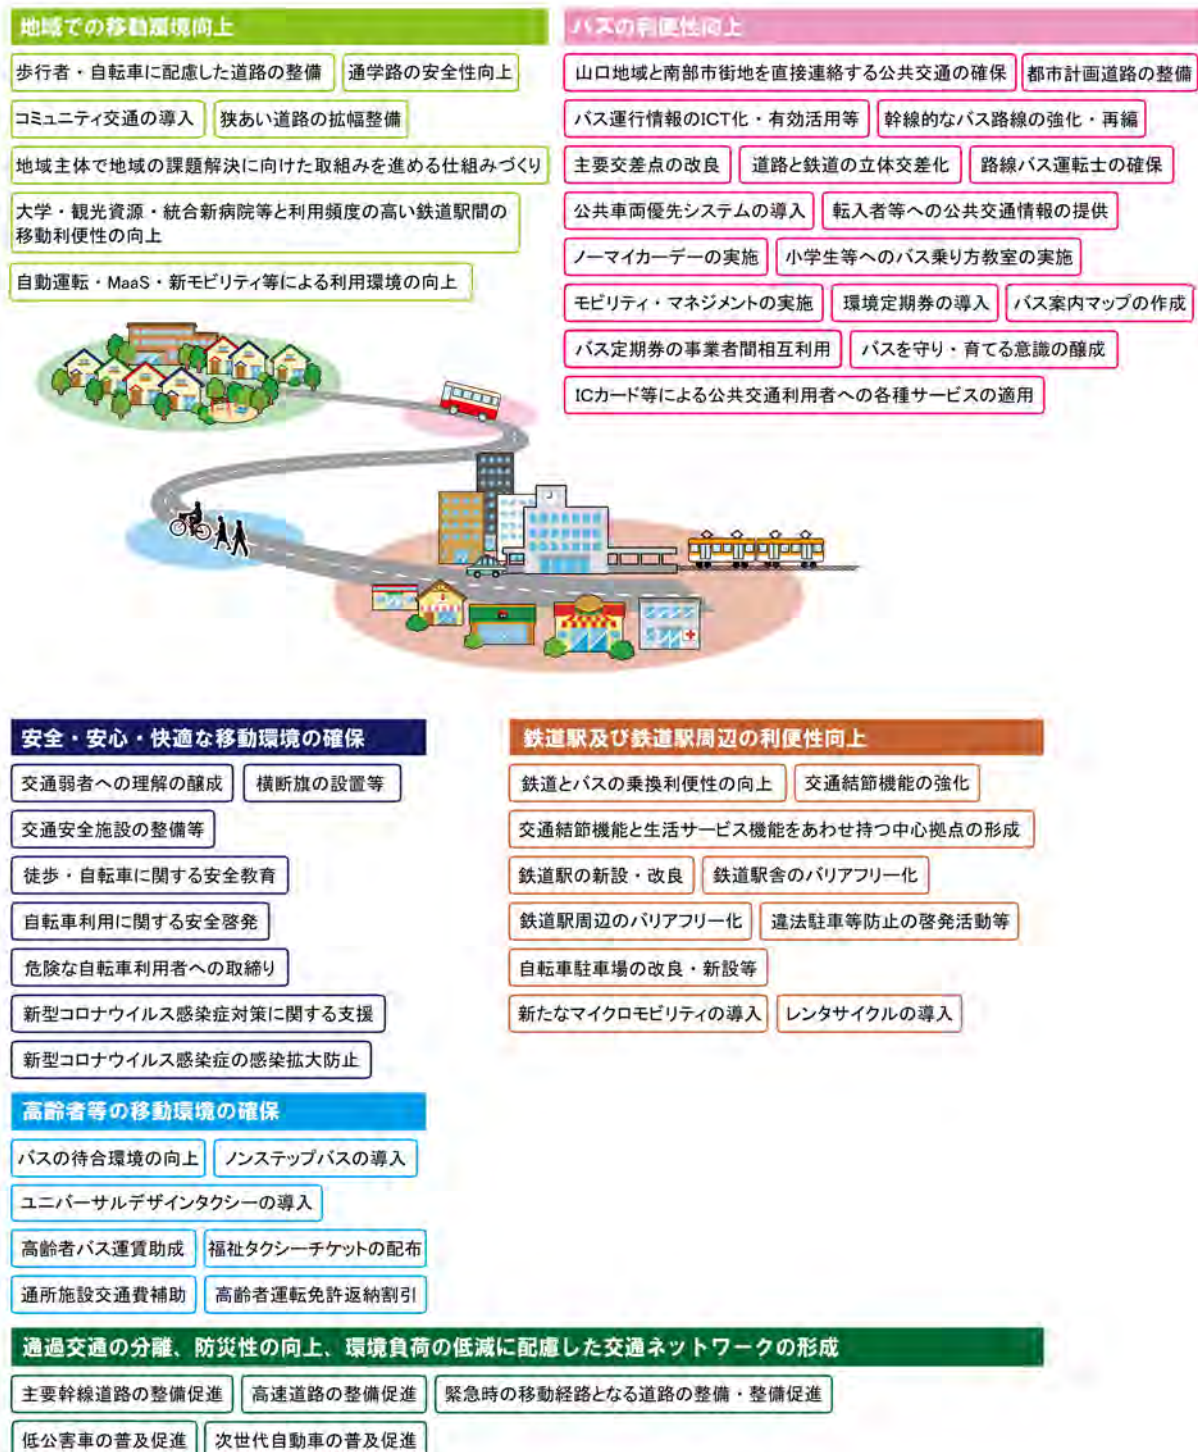 地域での移動環境向上
歩行者・自転車に配慮した道路の整備
通学路の安全性向上
コミュニティ交通の導入
狭あい道路の拡幅整備
地域主体で地域の課題解決に向けた取組みを進める仕組みづくり
大学・観光資源・統合新病院等と利用頻度の高い鉄道駅間の
移動利便性の向上
自動運転・MaaS・新モビリティ等による利用環境の向上
バスの利便性向上
山口地域と南部市街地を直接連絡する公共交通の確保
都市計画道路の整備
バス運行情報のICT化・有効活用等
幹線的なバス路線の強化・再編
主要交差点の改良
道路と鉄道の立体交差化
路線バス運転士の確保
公共車両優先システムの導入
転入者等への公共交通情報の提供
ノーマイカーデーの実施
小学生等へのバス乗り方教室の実施
モビリティ・マネジメントの実施
環境定期券の導入
バス案内マップの作成
バス定期券の事業者間相互利用
バスを守り・育てる意識の醸成
ICカード等による公共交通利用者への各種サービスの適用
安全・安心・快適な移動環境の確保
交通弱者への理解の醸成
横断旗の設置等
交通安全施設の整備等
徒歩・自転車に関する安全教育
自転車利用に関する安全啓発
危険な自転車利用者への取締り
新型コロナウイルス感染症対策に関する支援
新型コロナウイルス感染症の感染拡大防止
鉄道駅及び鉄道駅周辺の利便性向上
鉄道とバスの乗換利便性の向上
交通結節機能の強化
交通結節機能と生活サービス機能をあわせ持つ中心拠点の形成
鉄道駅の新設・改良
鉄道駅舎のバリアフリー化
鉄道駅周辺のバリアフリー化
違法駐車等防止の啓発活動等
自転車駐車場の改良・新設等
新たなマイクロモビリティの導入
レンタサイクルの導入
高齢者等の移動環境の確保
バスの待合環境の向上
ノンステップバスの導入
ユニバーサルデザインタクシーの導入
高齢者バス運賃助成
福祉タクシーチケットの配布
通所施設交通費補助
高齢者運転免許返納割引
通過交通の分離、防災性の向上、環境負荷の低減に配慮した交通ネットワークの形成
主要幹線道路の整備促進
高速道路の整備促進
緊急時の移動経路となる道路の整備・整備促進
低公害車の普及促進
次世代自動車の普及促進